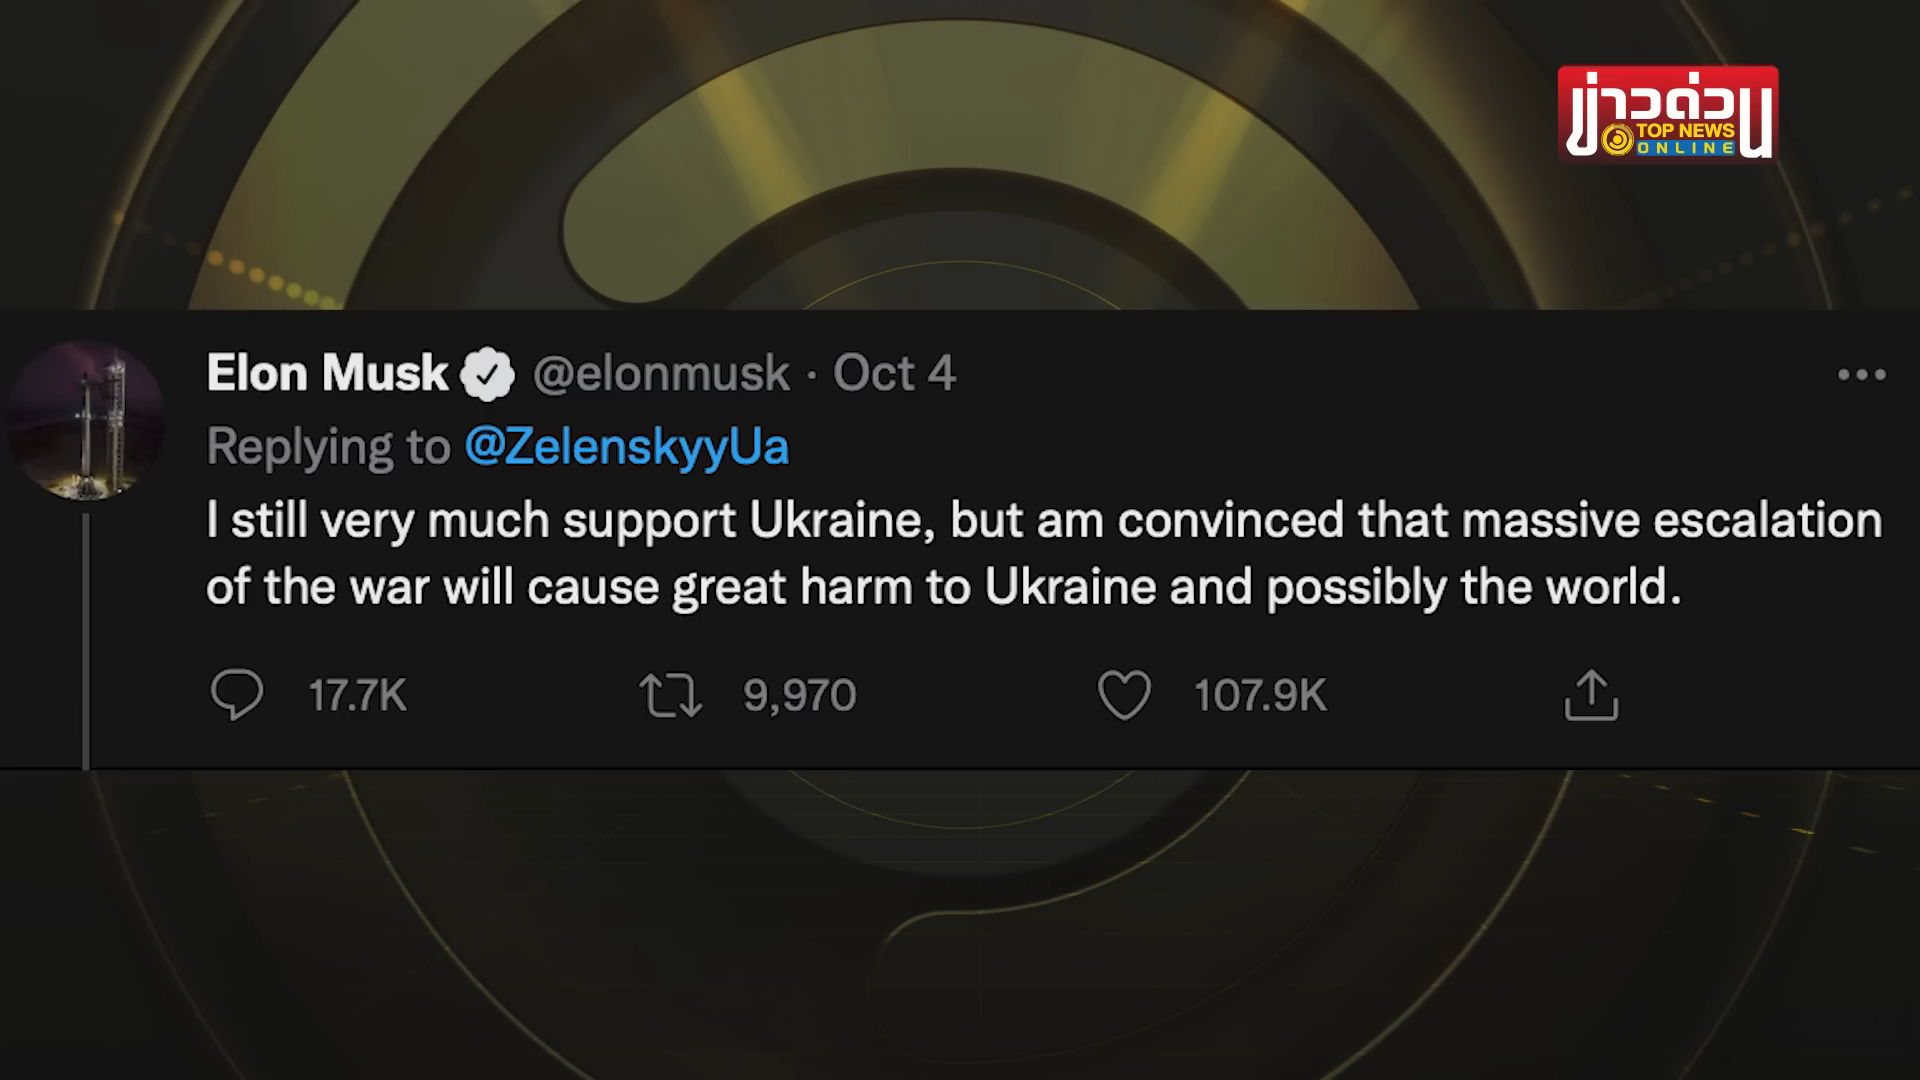 ข่าวด่วน
TOP NEWS
ONLINE
Elon Musk @elonmusk · Oct 4
Replying to @ZelenskyyUa
I still very much support Ukraine, but am convinced that massive escalation
of the war will cause great harm to Ukraine and possibly the world.
17.7K 9,970 107.9K